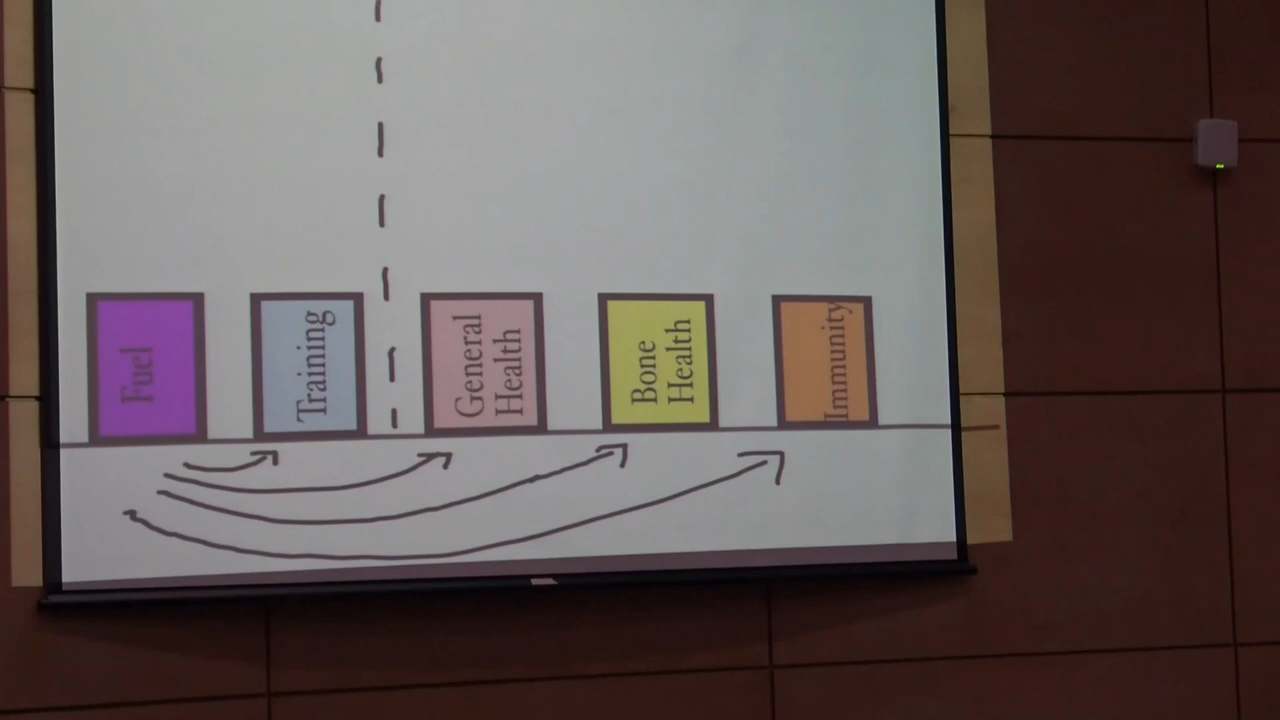 Fuel
Training
General
Health
Bone
Health
Immunity